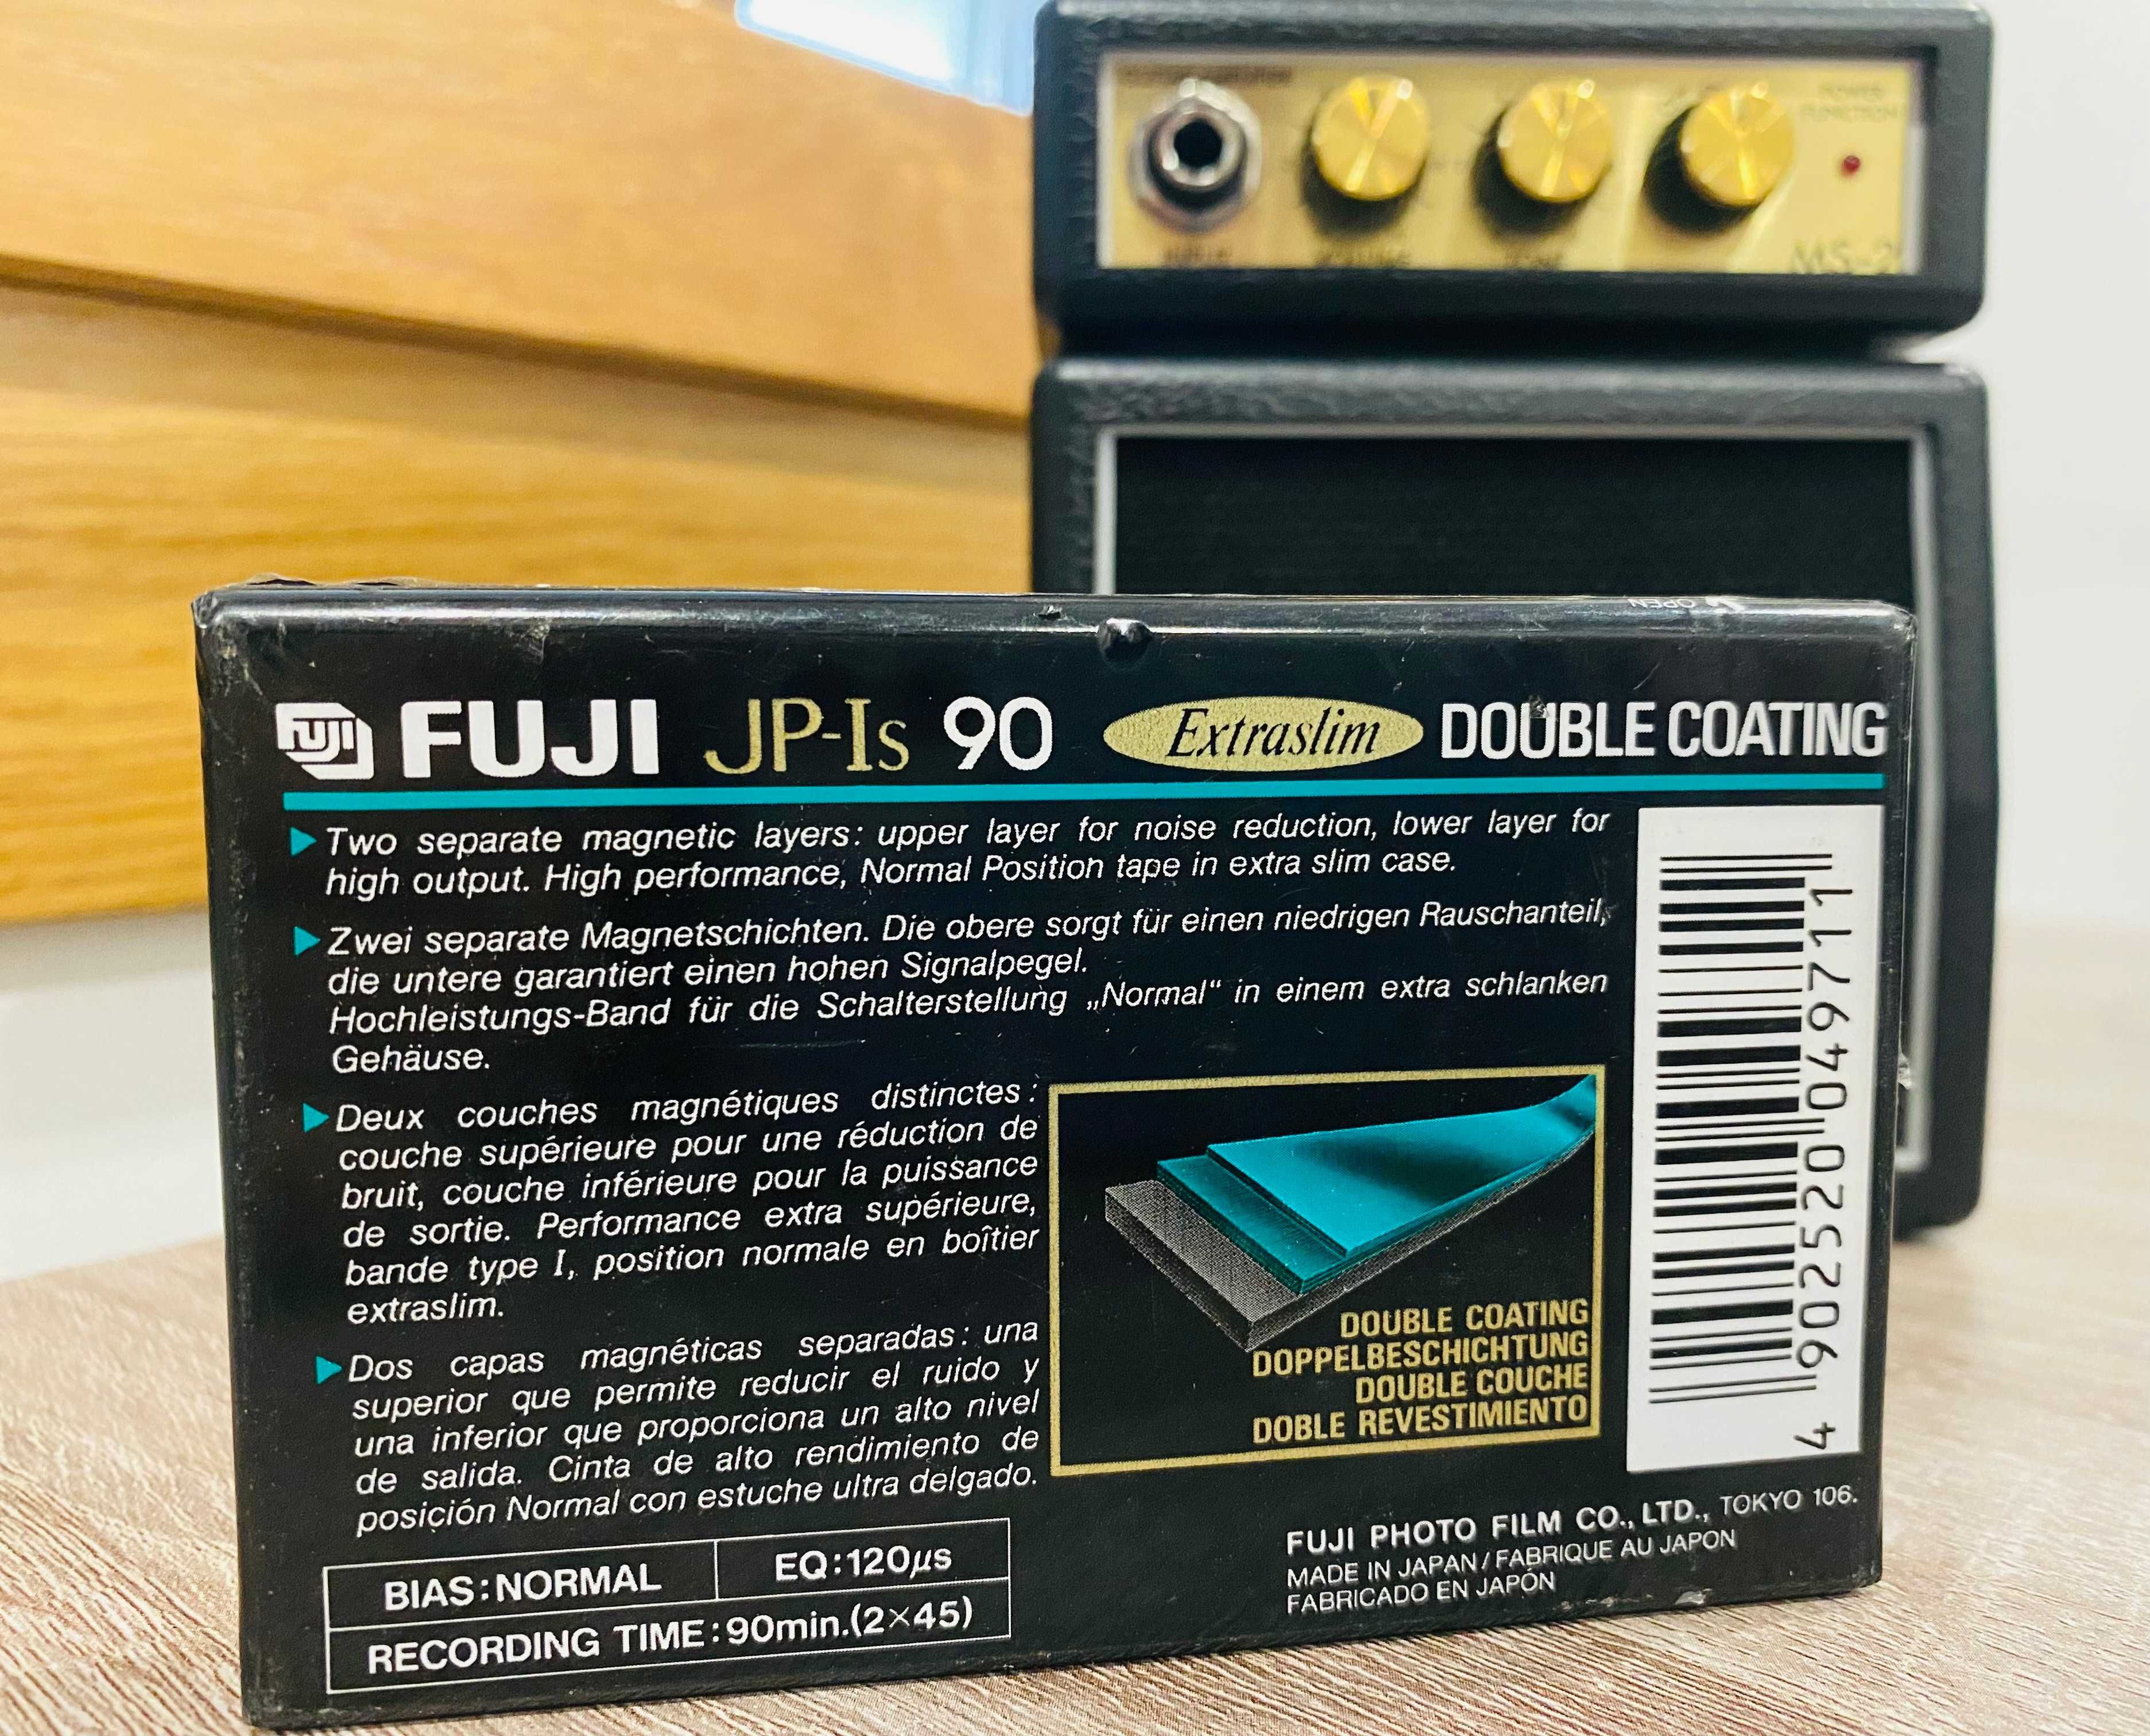 POWER
FUNCTION
MS-2
OPEN
FUJI FUJI JP-Is 90 Extraslim DOUBLE COATING
Two separate magnetic layers: upper layer for noise reduction, lower layer for
high output. High performance, Normal Position tape in extra slim case.
Zwei separate Magnetschichten. Die obere sorgt für einen niedrigen Rauschanteil,
die untere garantiert einen hohen Signalpegel.
Hochleistungs-Band für die Schalterstellung „Normal“ in einem extra schlanken
Gehäuse.
Deux couches magnétiques distinctes:
couche supérieure pour une réduction de
bruit, couche inférieure pour la puissance
de sortie. Performance extra supérieure,
bande type I, position normale en boîtier
extraslim.
Dos capas magnéticas separadas: una
superior que permite reducir el ruido y
una inferior que proporciona un alto nivel
de salida. Cinta de alto rendimiento de
posición Normal con estuche ultra delgado.
DOUBLE COATING
DOPPELBESCHICHTUNG
DOUBLE COUCHE
DOBLE REVESTIMIENTO
4 902520 049711
BIAS:NORMAL EQ:120µs
RECORDING TIME:90min.(2×45)
FUJI PHOTO FILM CO., LTD., TOKYO 106.
MADE IN JAPAN / FABRIQUE AU JAPON
FABRICADO EN JAPÓN